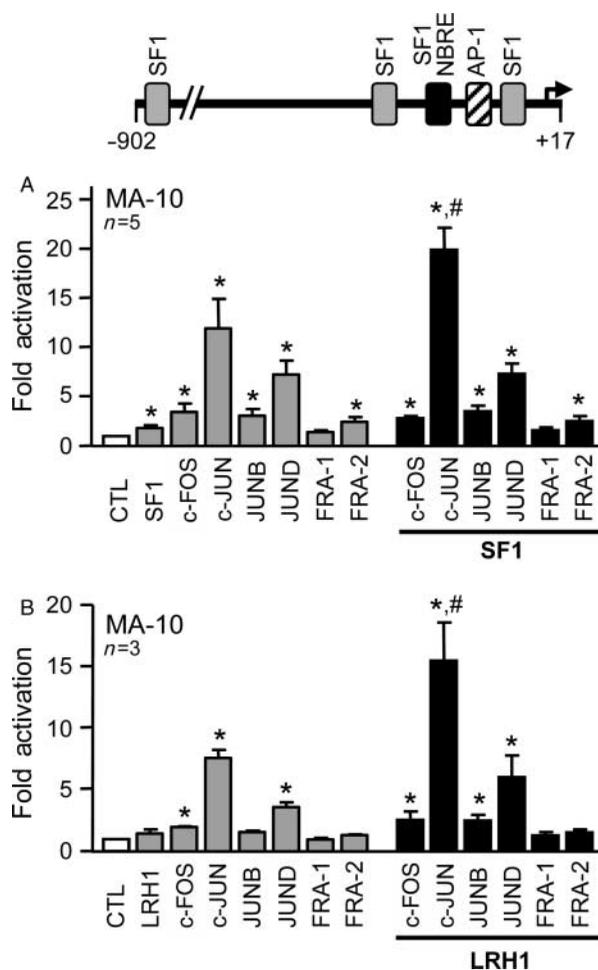 SF1 SF1 SF1 NBRE AP-1 SF1
–902 +17
A
MA-10
n=5
Fold activation
25
20
15
10
5
0
* * * * * * *,# * * * *
CTL SF1 c-FOS c-JUN JUNB JUND FRA-1 FRA-2 c-FOS c-JUN JUNB JUND FRA-1 FRA-2
SF1
B
MA-10
n=3
Fold activation
20
15
10
5
0
* * * * *,# * *
CTL LRH1 c-FOS c-JUN JUNB JUND FRA-1 FRA-2 c-FOS c-JUN JUNB JUND FRA-1 FRA-2
LRH1